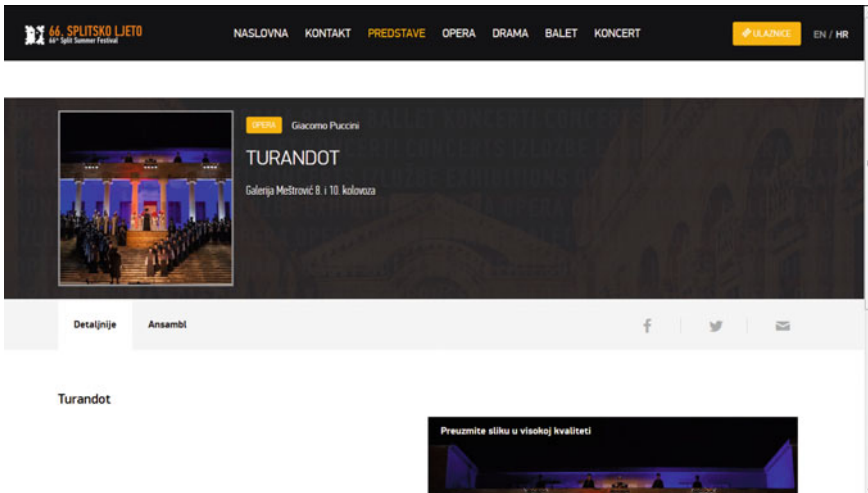 66. SPLITSKO LJETO
66th Split Summer Festival
NASLOVNA KONTAKT PREDSTAVE OPERA DRAMA BALET KONCERT
ULAZNICE
EN / HR
OPERA Giacomo Puccini
TURANDOT
Galerija Meštrović 8. i 10. kolovoza
Detaljnije Ansambl
Turandot
Preuzmite sliku u visokoj kvaliteti